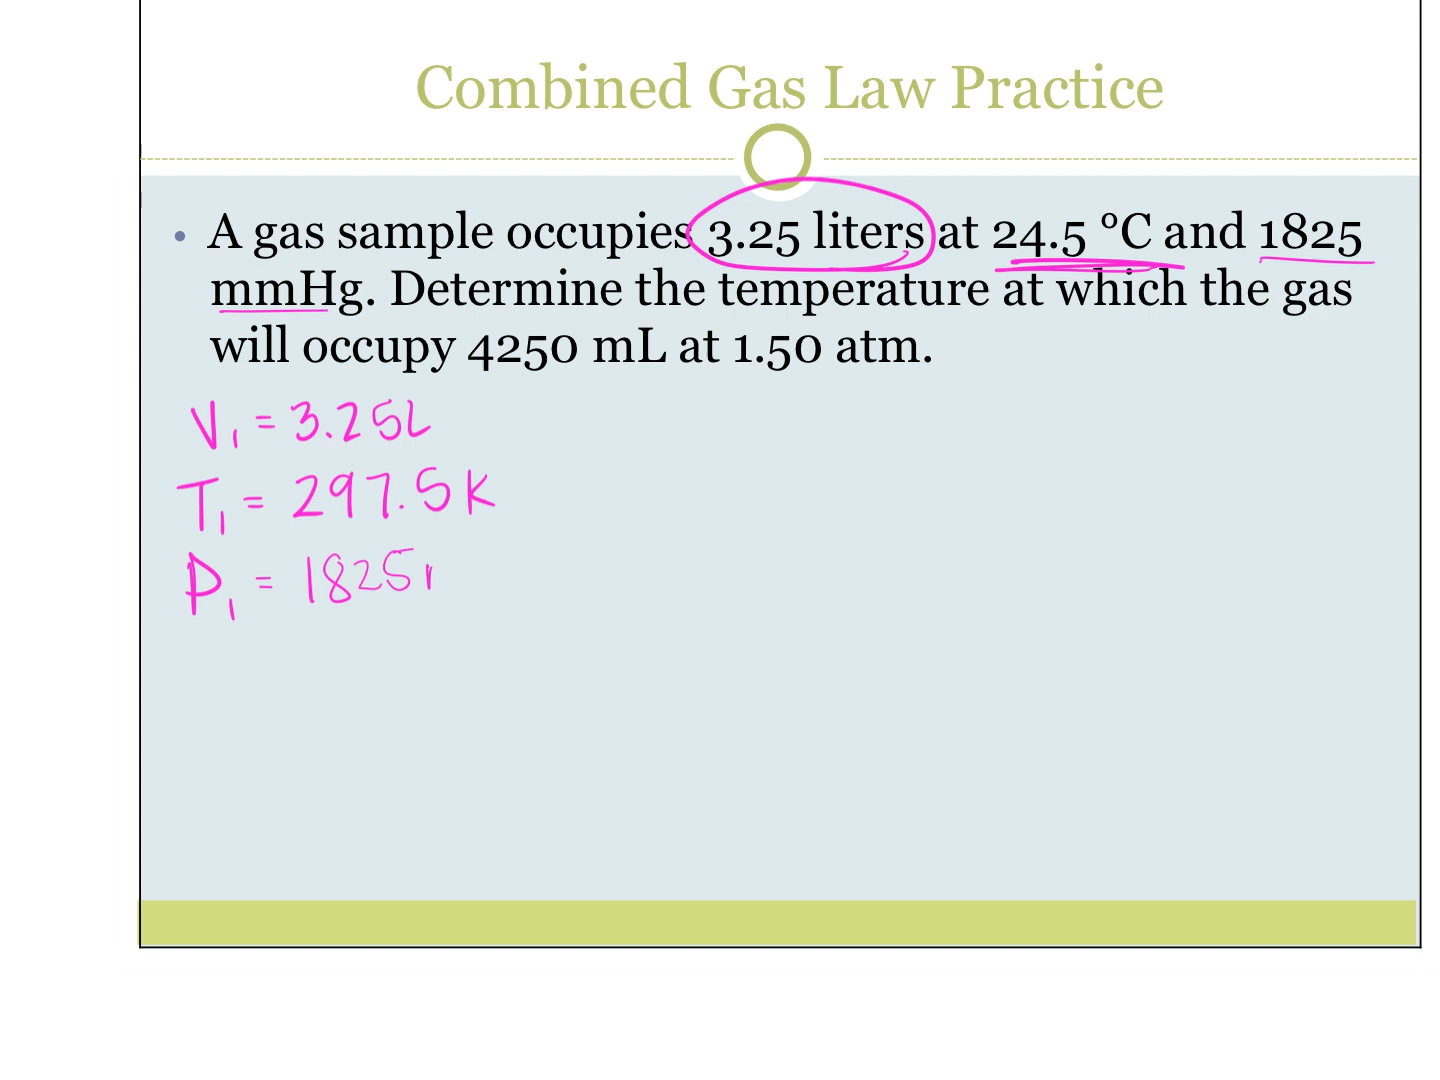 Combined Gas Law Practice
• A gas sample occupies 3.25 liters at 24.5 °C and 1825
mmHg. Determine the temperature at which the gas
will occupy 4250 mL at 1.50 atm.
V₁ = 3.25L
T₁ = 297.5K
P₁ = 1825